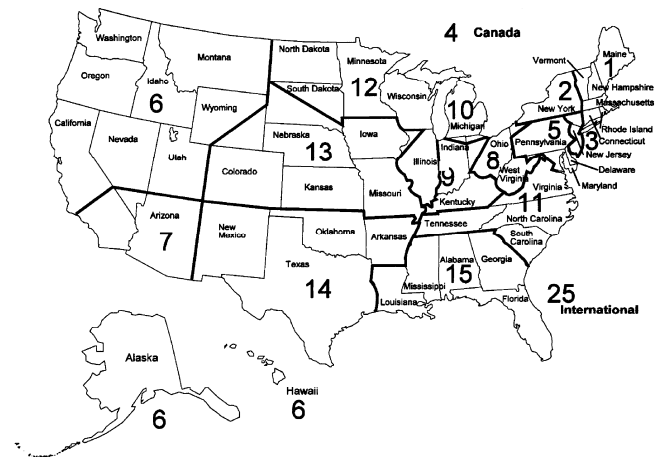 4 Canada
Washington
Montana
North Dakota
Minnesota
Vermont
Maine
1
Oregon
Idaho
6
South Dakota
12
Wisconsin
10
Michigan
2
New York
New Hampshire
Massachusetts
Wyoming
California
Nevada
Utah
Nebraska
13
Iowa
Illinois
Indiana
9
Ohio
8
West
Virginia
5
Pennsylvania
Rhode Island
3
Connecticut
New Jersey
Delaware
Maryland
Colorado
Kansas
Missouri
Kentucky
Virginia
11
North Carolina
Arizona
7
New
Mexico
Oklahoma
Arkansas
Tennessee
South
Carolina
Texas
14
Louisiana
Mississippi
Alabama
15
Georgia
Florida
25
International
Alaska
6
Hawaii
6